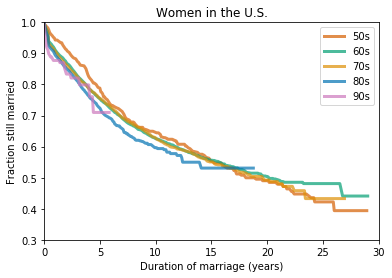 Women in the U.S.
1.0
0.9
0.8
0.7
0.6
0.5
0.4
0.3
Fraction still married
50s
60s
70s
80s
90s
0 5 10 15 20 25 30
Duration of marriage (years)